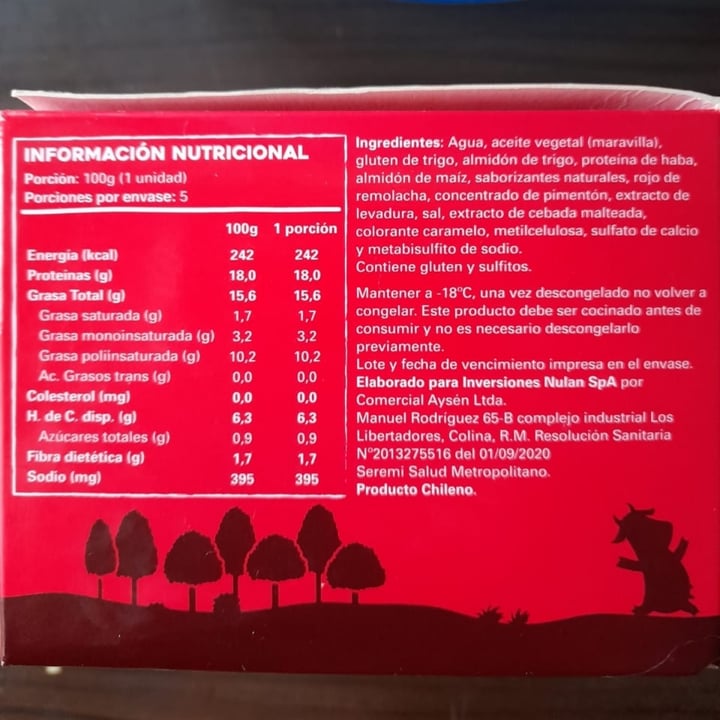 INFORMACIÓN NUTRICIONAL
Porción: 100g (1 unidad)
Porciones por envase: 5
100g 1 porción
Energía (kcal) 242 242
Proteínas (g) 18,0 18,0
Grasa Total (g) 15,6 15,6
Grasa saturada (g) 1,7 1,7
Grasa monoinsaturada (g) 3,2 3,2
Grasa poliinsaturada (g) 10,2 10,2
Ac. Grasos trans (g) 0,0 0,0
Colesterol (mg) 0,0 0,0
H. de C. disp. (g) 6,3 6,3
Azúcares totales (g) 0,9 0,9
Fibra dietética (g) 1,7 1,7
Sodio (mg) 395 395
Ingredientes: Agua, aceite vegetal (maravilla),
gluten de trigo, almidón de trigo, proteína de haba,
almidón de maíz, saborizantes naturales, rojo de
remolacha, concentrado de pimentón, extracto de
levadura, sal, extracto de cebada malteada,
colorante caramelo, metilcelulosa, sulfato de calcio
y metabisulfito de sodio.
Contiene gluten y sulfitos.
Mantener a -18°C, una vez descongelado no volver a
congelar. Este producto debe ser cocinado antes de
consumir y no es necesario descongelarlo
previamente.
Lote y fecha de vencimiento impresa en el envase.
Elaborado para Inversiones Nulan SpA por
Comercial Aysén Ltda.
Manuel Rodríguez 65-B complejo industrial Los
Libertadores, Colina, R.M. Resolución Sanitaria
N°2013275516 del 01/09/2020
Seremi Salud Metropolitano.
Producto Chileno.